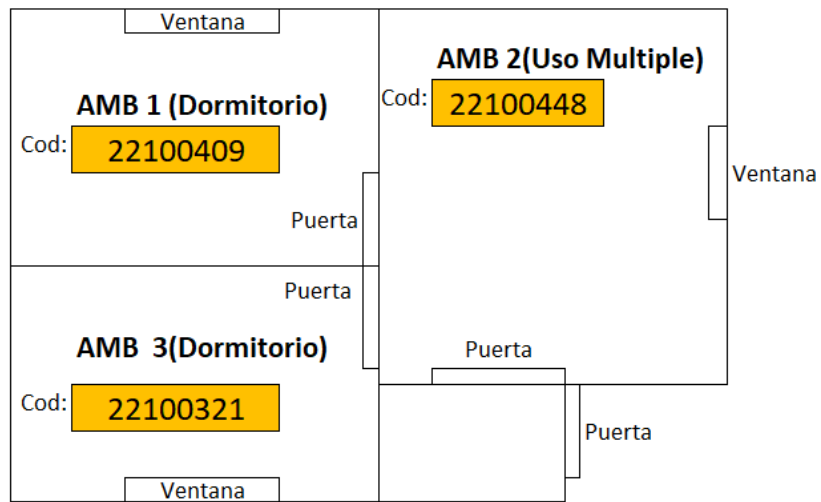 Ventana
AMB 1 (Dormitorio)
Cod: 22100409
Puerta
AMB 2(Uso Multiple)
Cod: 22100448
Ventana
Puerta
AMB 3(Dormitorio)
Cod: 22100321
Ventana
Puerta
Puerta